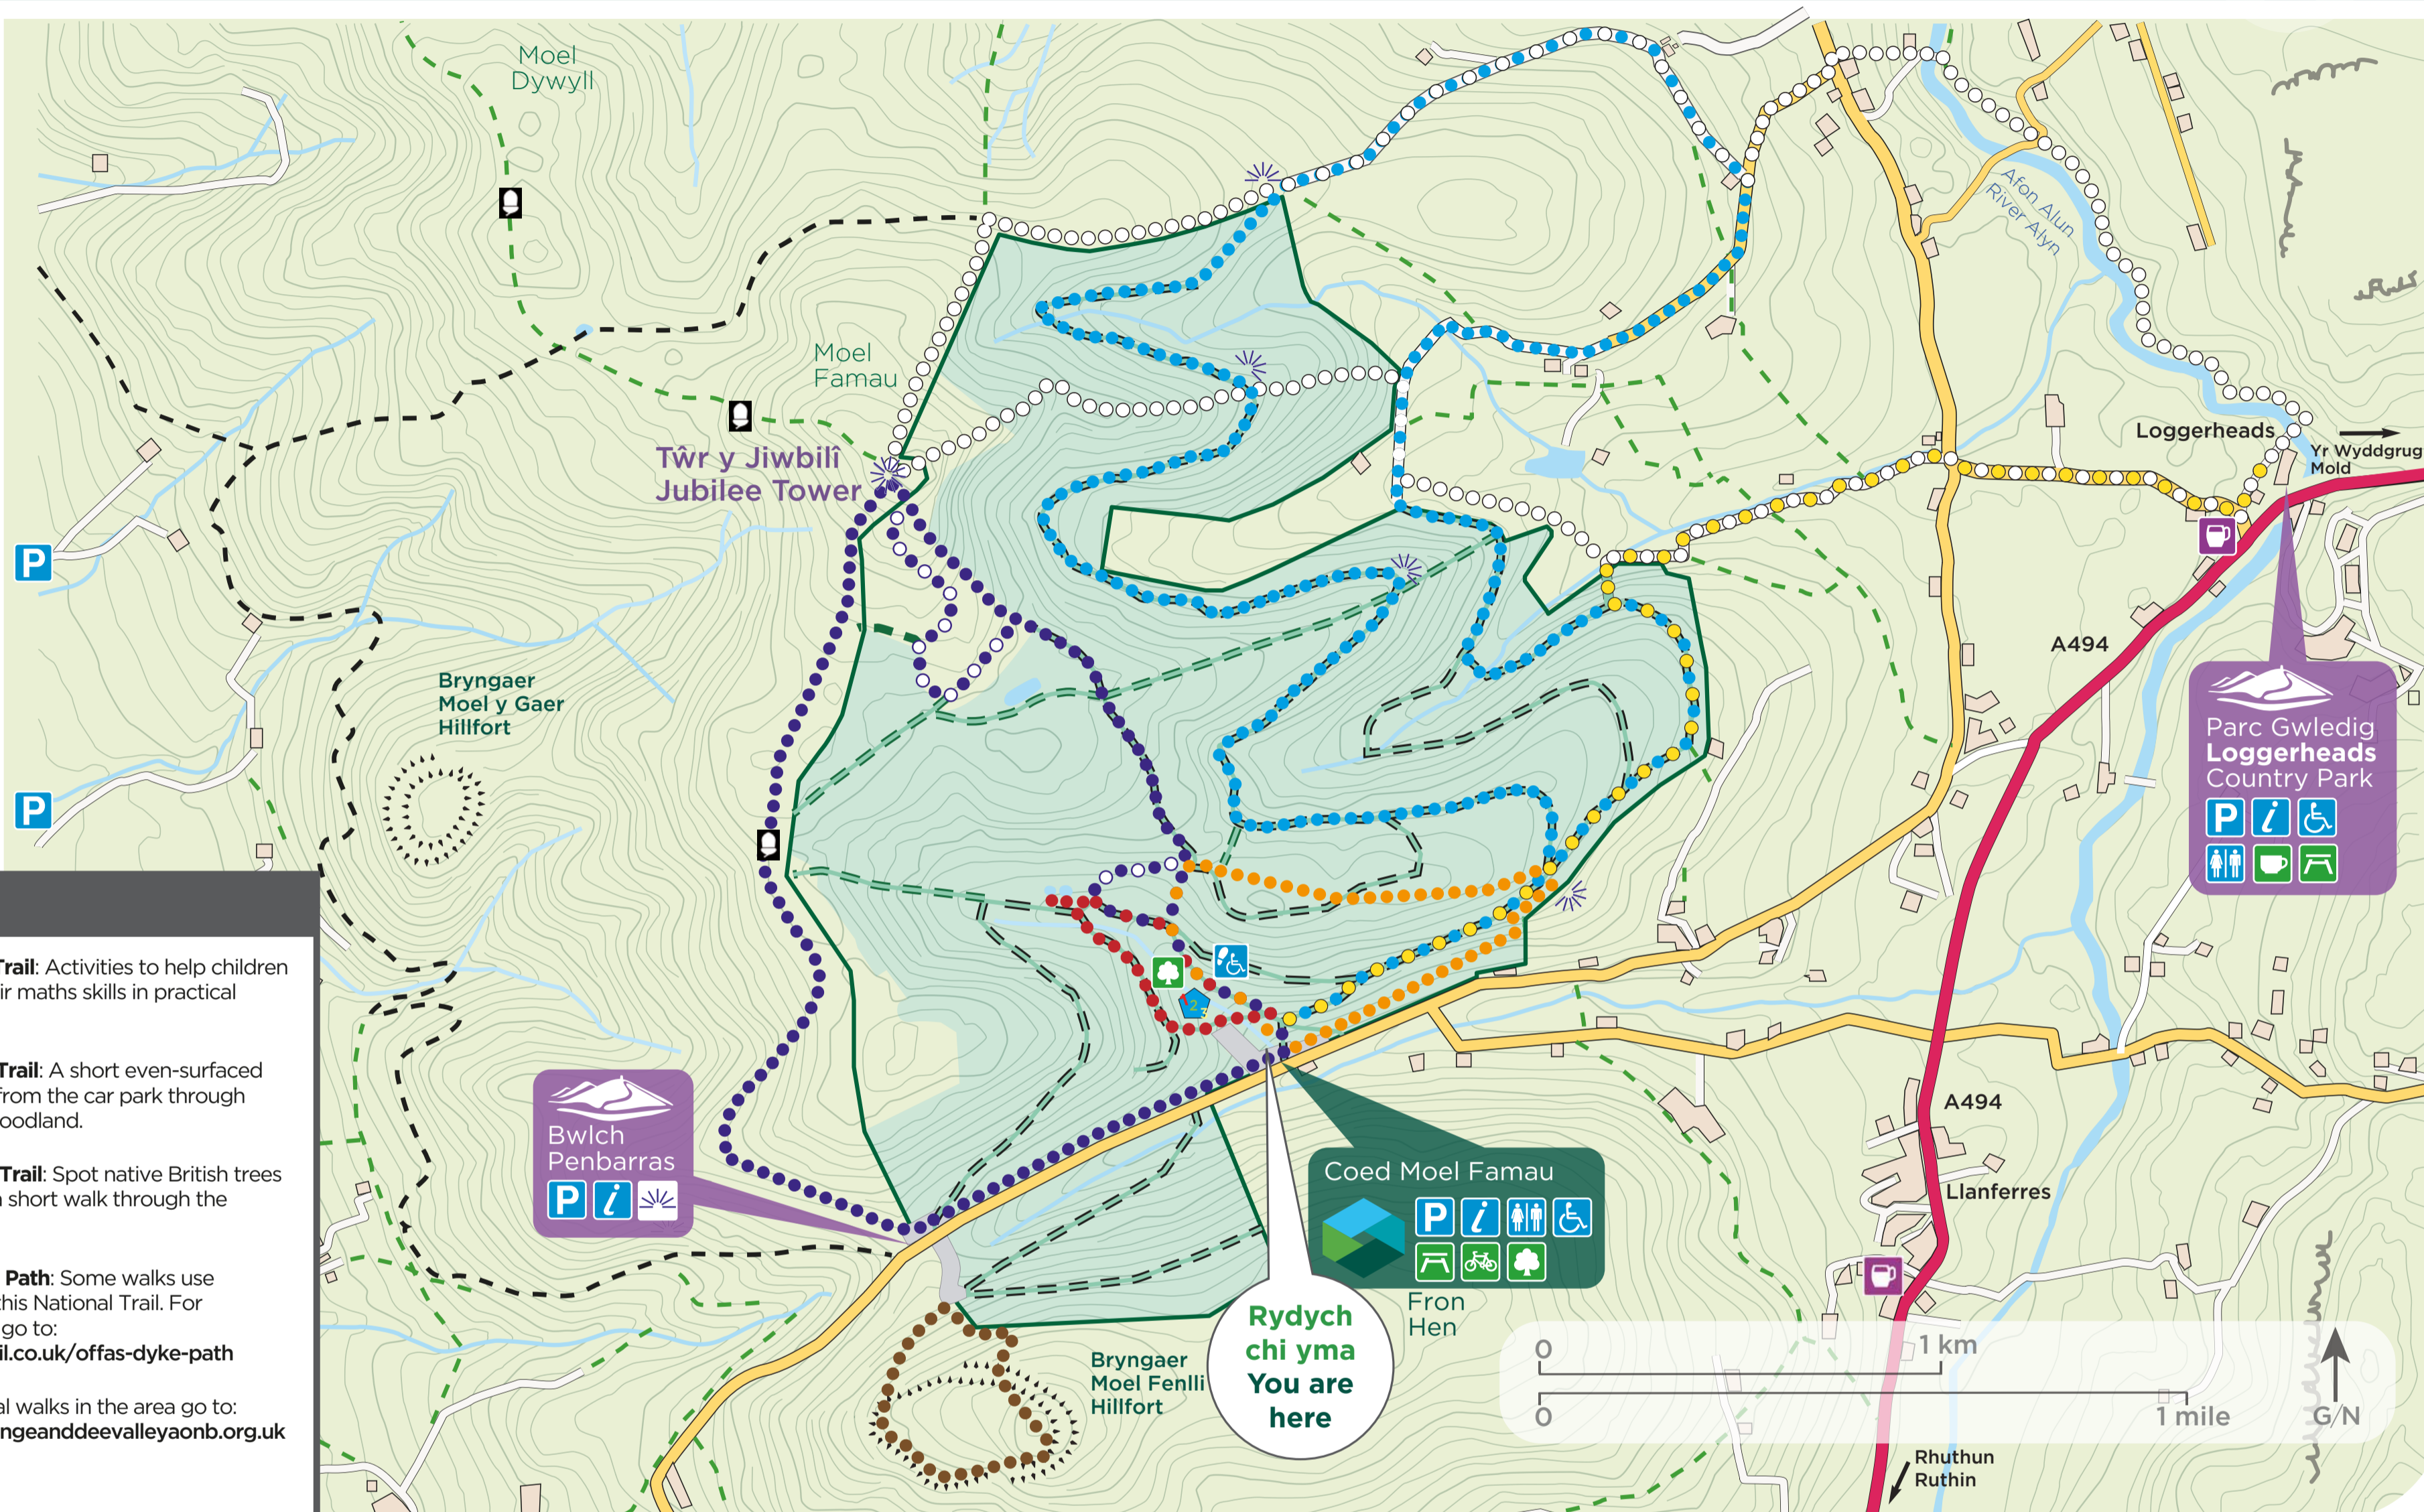 Moel
Dywyll
Moel
Famau
Tŵr y Jiwbilî
Jubilee Tower
Afon Alun
River Alyn
Loggerheads
Yr Wyddgrug
Mold
A494
P
P
Bryngaer
Moel y Gaer
Hillfort
Parc Gwledig
Loggerheads
Country Park
P i
Trail: Activities to help children
ir maths skills in practical
Trail: A short even-surfaced
from the car park through
oodland.
Trail: Spot native British trees
short walk through the
Path: Some walks use
this National Trail. For
go to:
il.co.uk/offas-dyke-path
al walks in the area go to:
ngeanddeevalleyaonb.org.uk
Bwlch
Penbarras
P i
Coed Moel Famau
P i
A494
Llanferres
Rydych
chi yma
You are
here
Fron
Hen
Bryngaer
Moel Fenlli
Hillfort
0 1 km
0 1 mile
G/N
Rhuthun
Ruthin